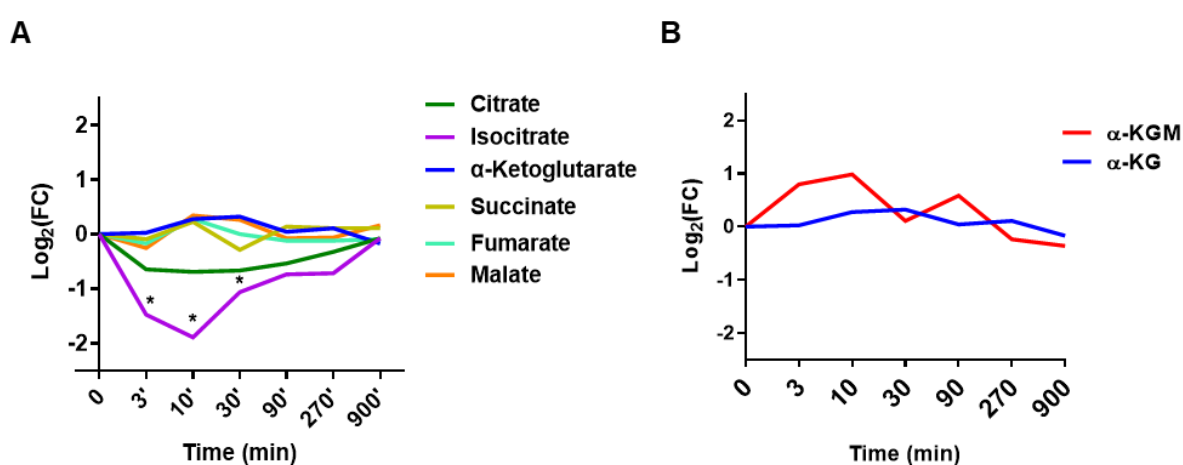 A
Log2(FC)
2
1
0
-1
-2
*
*
*
0
3'
10'
30'
90'
270'
900'
Time (min)
Citrate
Isocitrate
α-Ketoglutarate
Succinate
Fumarate
Malate
B
Log2(FC)
2
1
0
-1
-2
0
3
10
30
90
270
900
Time (min)
α-KGM
α-KG